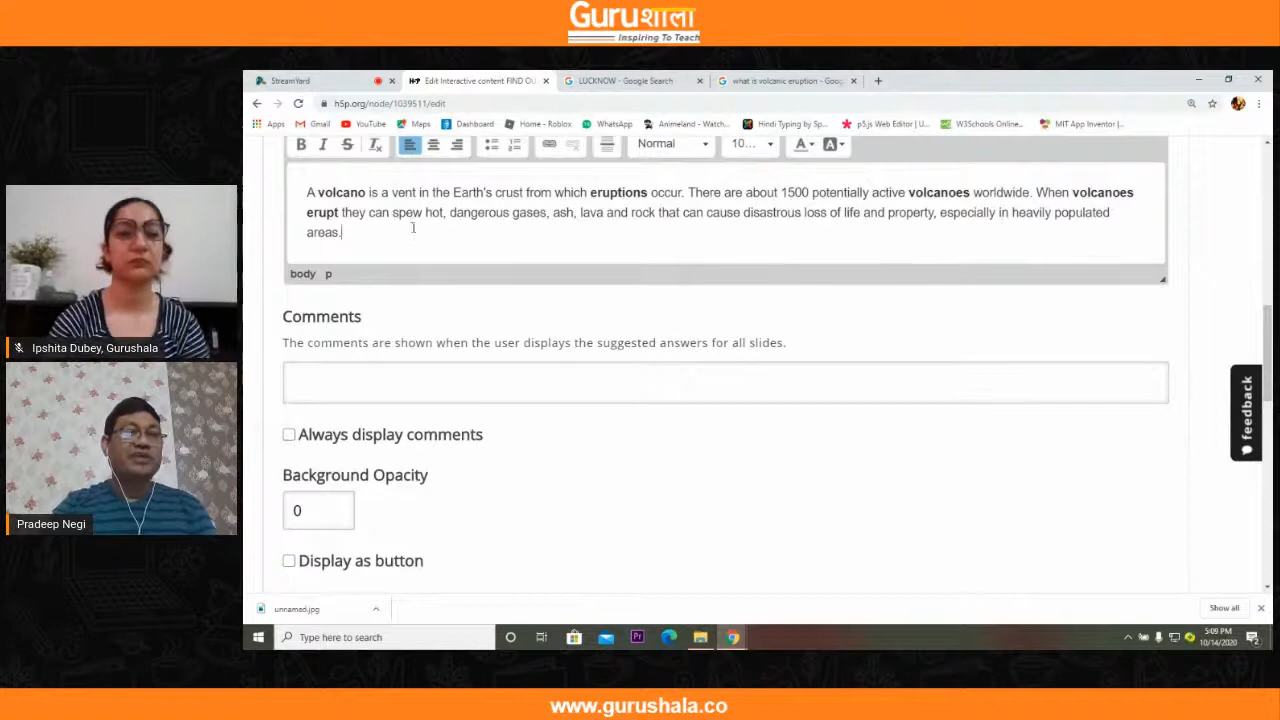 Guruशाला
Inspiring To Teach
StreamYard
H-P Edit Interactive content FIND OU
LUCKNOW - Google Search
what is volcanic eruption - Goog
h5p.org/node/1039511/edit
Apps
Gmail
YouTube
Maps
Dashboard
Home - Roblox
WhatsApp
Animeland - Watch...
Hindi Typing by Sp...
p5.js Web Editor | U...
W3Schools Online...
MIT App Inventor |...
B I S Tx Normal 10... A A
A volcano is a vent in the Earth's crust from which eruptions occur. There are about 1500 potentially active volcanoes worldwide. When volcanoes
erupt they can spew hot, dangerous gases, ash, lava and rock that can cause disastrous loss of life and property, especially in heavily populated
areas.
body p
Comments
The comments are shown when the user displays the suggested answers for all slides.
Always display comments
Background Opacity
0
Display as button
feedback
Ipshita Dubey, Gurushala
Pradeep Negi
unnamed.jpg
Show all
Type here to search
Pr
5:09 PM
10/14/2020
2
www.gurushala.co